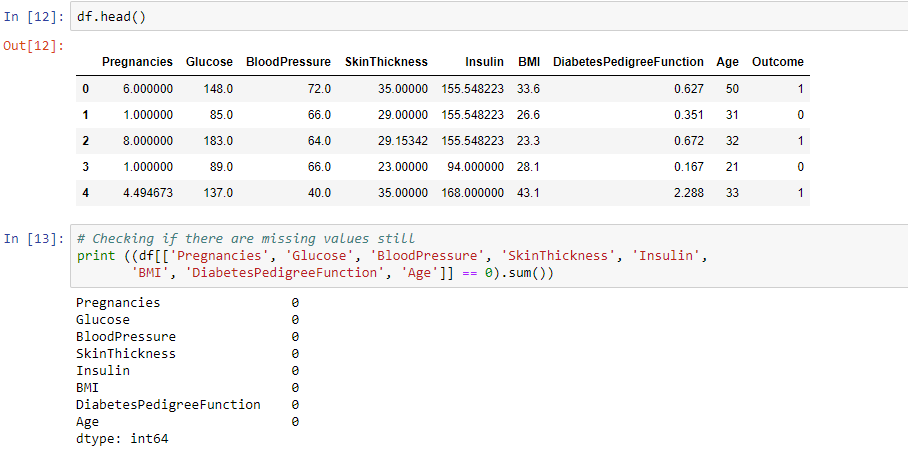 In [12]: df.head()
Out[12]:
Pregnancies Glucose BloodPressure SkinThickness Insulin BMI DiabetesPedigreeFunction Age Outcome
0 6.000000 148.0 72.0 35.00000 155.548223 33.6 0.627 50 1
1 1.000000 85.0 66.0 29.00000 155.548223 26.6 0.351 31 0
2 8.000000 183.0 64.0 29.15342 155.548223 23.3 0.672 32 1
3 1.000000 89.0 66.0 23.00000 94.000000 28.1 0.167 21 0
4 4.494673 137.0 40.0 35.00000 168.000000 43.1 2.288 33 1
In [13]: # Checking if there are missing values still
print ((df[['Pregnancies', 'Glucose', 'BloodPressure', 'SkinThickness', 'Insulin',
'BMI', 'DiabetesPedigreeFunction', 'Age']] == 0).sum())
Pregnancies 0
Glucose 0
BloodPressure 0
SkinThickness 0
Insulin 0
BMI 0
DiabetesPedigreeFunction 0
Age 0
dtype: int64